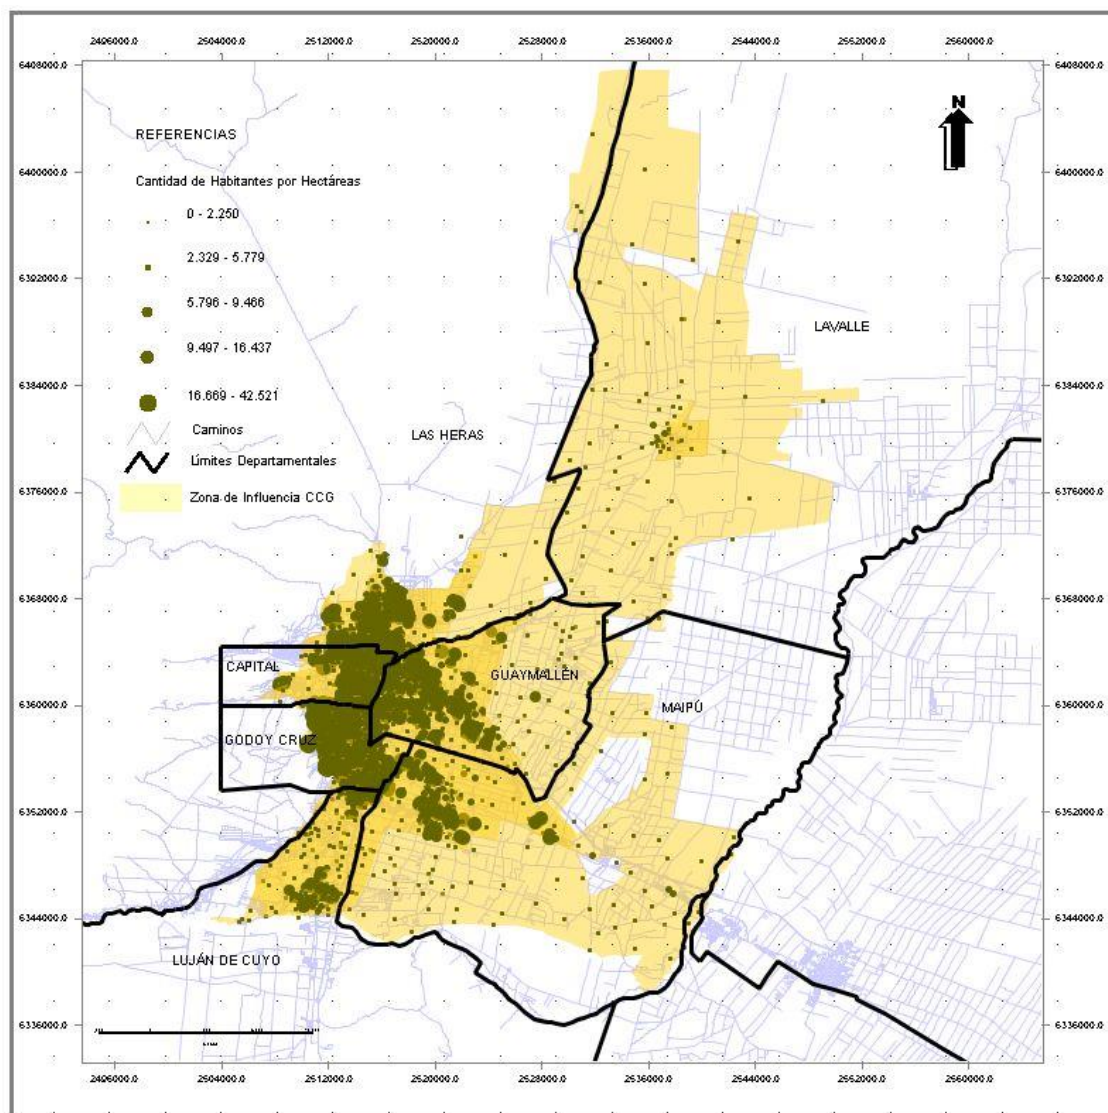 2496000.0 2504000.0 2512000.0 2520000.0 2528000.0 2536000.0 2544000.0 2552000.0 2560000.0
6408000.0 6408000.0
N
REFERENCIAS
6400000.0 6400000.0
Cantidad de Habitantes por Hectáreas
0 - 2.250
2.329 - 5.779
6392000.0 6392000.0
5.796 - 9.466
LAVALLE
9.497 - 16.437
6384000.0 6384000.0
16.669 - 42.521
Caminos
LAS HERAS
Límites Departamentales
6376000.0 6376000.0
Zona de Influencia CCG
6368000.0 6368000.0
CAPITAL
GUAYMALLÉN
MAIPÚ
6360000.0 6360000.0
GODOY CRUZ
6352000.0 6352000.0
6344000.0 6344000.0
LUJÁN DE CUYO
6336000.0 6336000.0
2496000.0 2504000.0 2512000.0 2520000.0 2528000.0 2536000.0 2544000.0 2552000.0 2560000.0